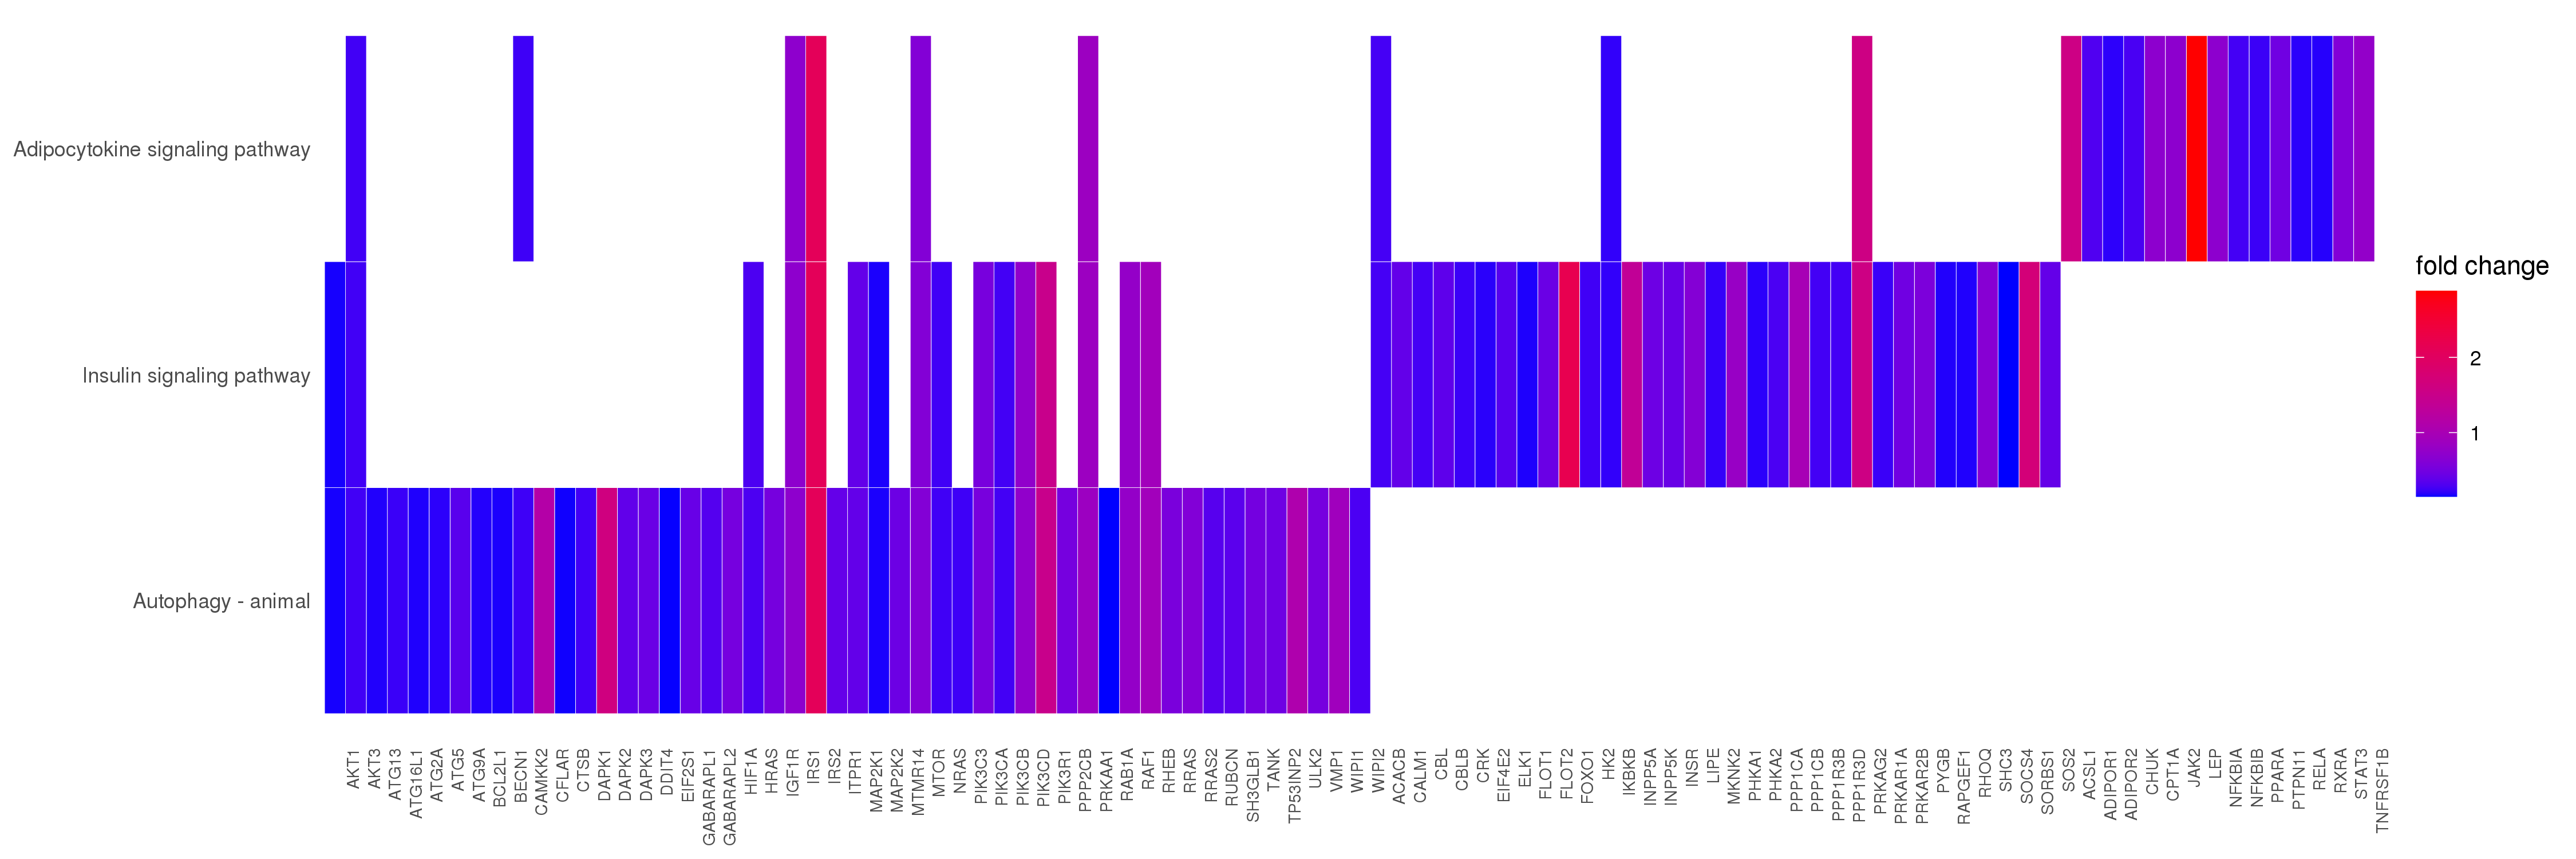 Adipocytokine signaling pathway
Insulin signaling pathway
Autophagy - animal
fold change
2
1
AKT1
AKT3
ATG13
ATG16L1
ATG2A
ATG5
ATG9A
BCL2L1
BECN1
CAMKK2
CFLAR
CTSB
DAPK1
DAPK2
DAPK3
DDIT4
EIF2S1
GABARAPL1
GABARAPL2
HIF1A
HRAS
IGF1R
IRS1
IRS2
ITPR1
MAP2K1
MAP2K2
MTMR14
MTOR
NRAS
PIK3C3
PIK3CA
PIK3CB
PIK3CD
PIK3R1
PPP2CB
PRKAA1
RAB1A
RAF1
RHEB
RRAS
RRAS2
RUBCN
SH3GLB1
TANK
TP53INP2
ULK2
VMP1
WIPI1
WIPI2
ACACB
CALM1
CBL
CBLB
CRK
EIF4E2
ELK1
FLOT1
FLOT2
FOXO1
HK2
IKBKB
INPP5A
INPP5K
INSR
LIPE
MKNK2
PHKA1
PHKA2
PPP1CA
PPP1CB
PPP1R3B
PPP1R3D
PRKAG2
PRKAR1A
PRKAR2B
PYGB
RAPGEF1
RHOQ
SHC3
SOCS4
SORBS1
SOS2
ACSL1
ADIPOR1
ADIPOR2
CHUK
CPT1A
JAK2
LEP
NFKBIA
NFKBIB
PPARA
PTPN11
RELA
RXRA
STAT3
TNFRSF1B